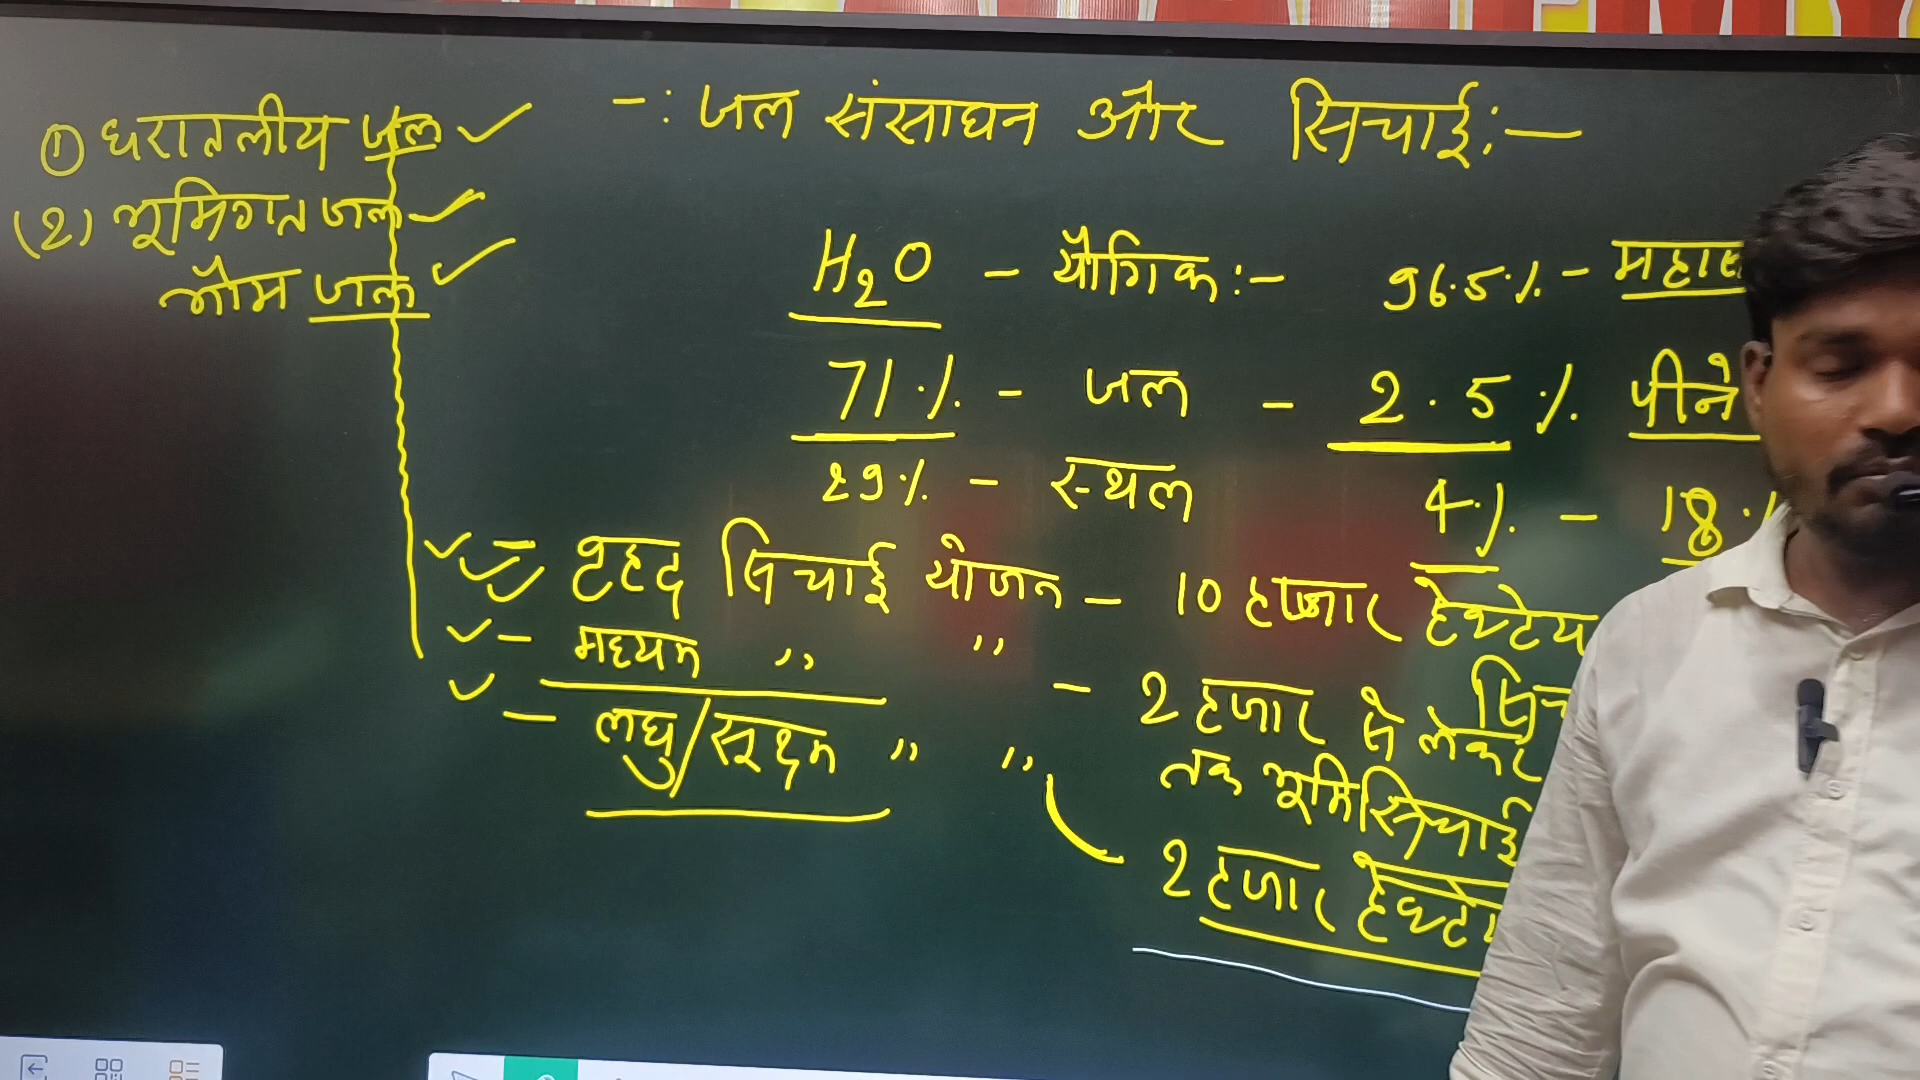 -: जल संसाधन और सिचाई:-
① धरातलीय जल ✓
(2) भूमिगत जल ✓
भौम जल ✓
H₂O - यौगिक:- 96.5% -
71% - जल - 2.5% पीने
29% - स्थल 4% - 18%
✓ - वृहद सिचाई योजना - 10 हजार हेक्टेयर
✓ - मध्यम " " - 2 हजार से लेकर
तक भूमि सिचाई
✓ - लघु/सूक्ष्म " "
2 हजार हेक्टे